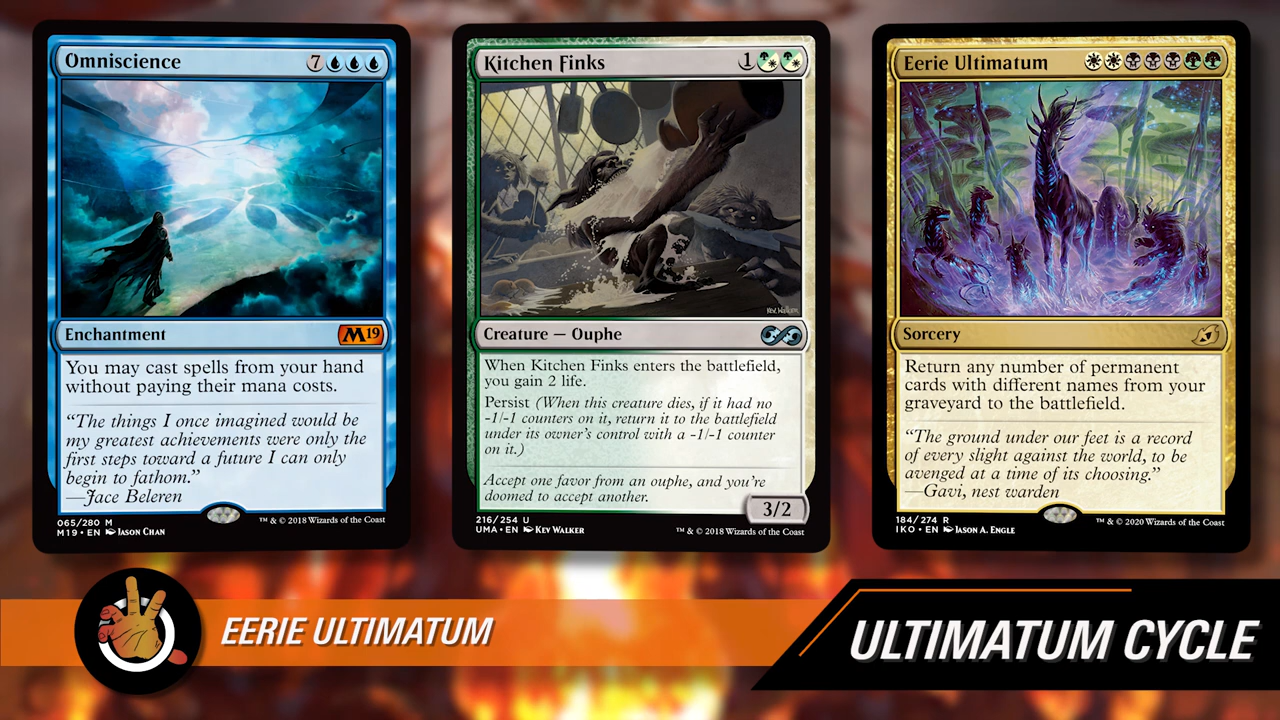 Omniscience 7
Enchantment M19
You may cast spells from your hand
without paying their mana costs.
“The things I once imagined would be
my greatest achievements were only the
first steps toward a future I can only
begin to fathom.”
—Jace Beleren
065/280 M
M19 • EN Jason Chan
™ & © 2018 Wizards of the Coast
Kitchen Finks 1
Kev Walker
Creature — Ouphe
When Kitchen Finks enters the battlefield,
you gain 2 life.
Persist (When this creature dies, if it had no
-1/-1 counters on it, return it to the battlefield
under its owner’s control with a -1/-1 counter
on it.)
Accept one favor from an ouphe, and you’re
doomed to accept another.
3/2
216/254 U
UMA • EN Kev Walker
™ & © 2018 Wizards of the Coast
Eerie Ultimatum
Sorcery
Return any number of permanent
cards with different names from your
graveyard to the battlefield.
“The ground under our feet is a record
of every slight against the world, to be
avenged at a time of its choosing.”
—Gavi, nest warden
184/274 R
IKO • EN Jason A. Engle
™ & © 2020 Wizards of the Coast
EERIE ULTIMATUM
ULTIMATUM CYCLE